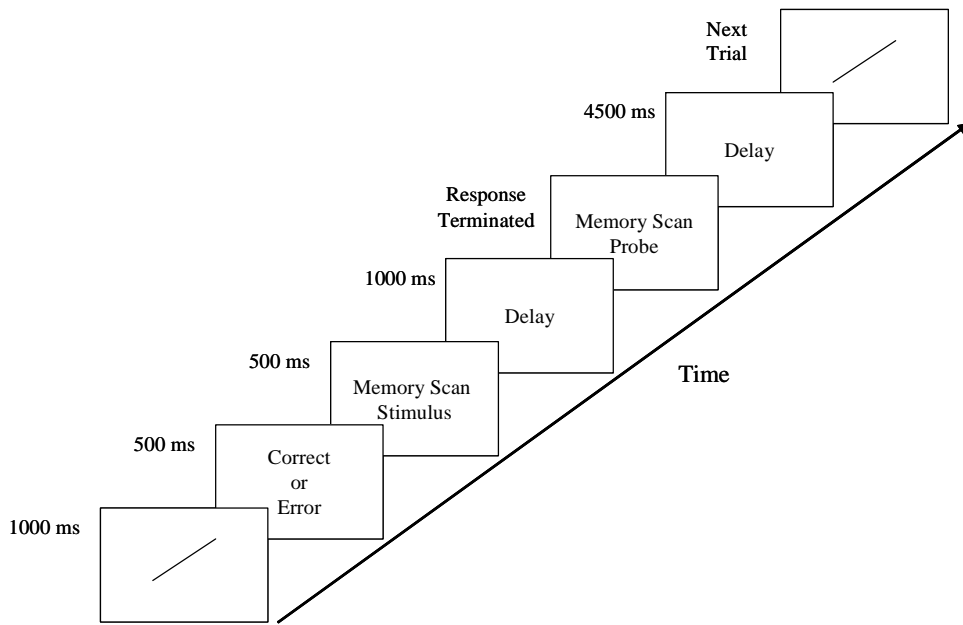 Next
Trial
4500 ms
Delay
Response
Terminated
Memory Scan
Probe
1000 ms
Delay
Time
500 ms
Memory Scan
Stimulus
500 ms
Correct
or
Error
1000 ms